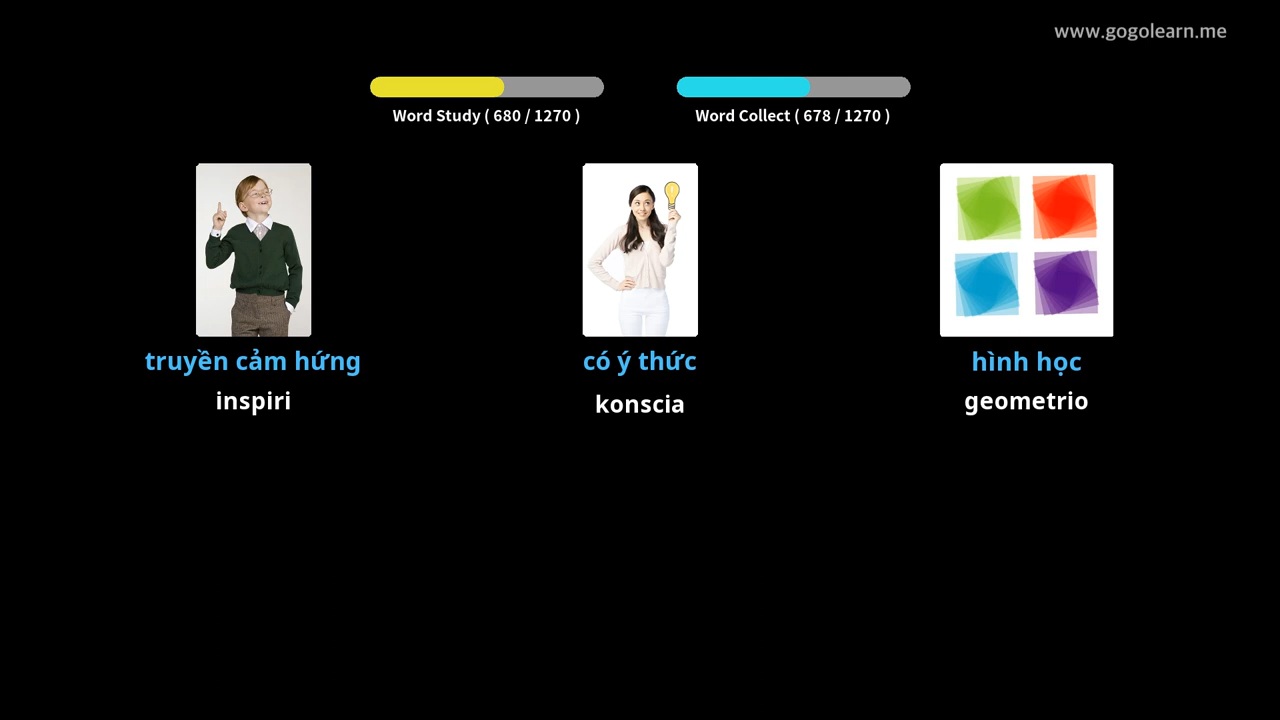 www.gogolearn.me
Word Study ( 680 / 1270 )
Word Collect ( 678 / 1270 )
truyền cảm hứng
inspiri
có ý thức
konscia
hình học
geometrio